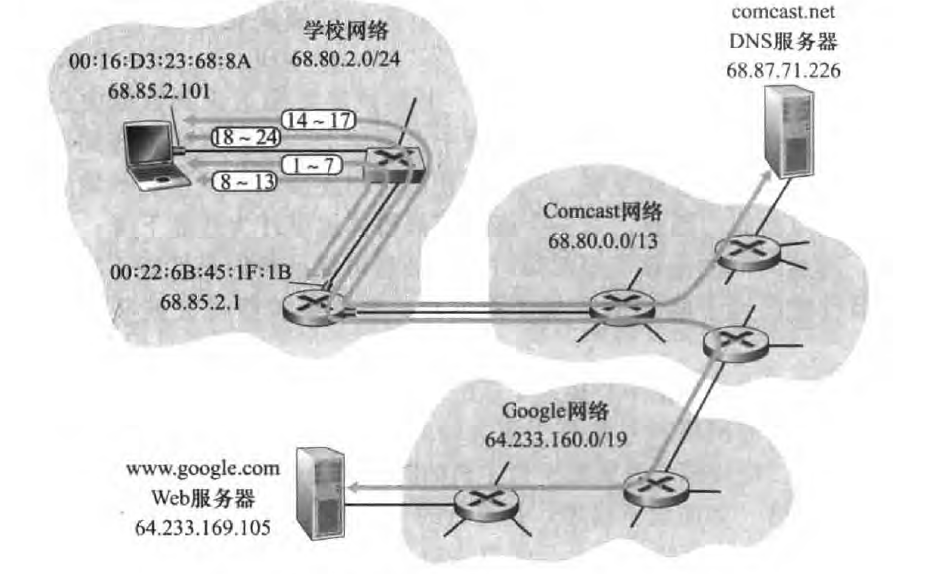 学校网络
68.80.2.0/24
00:16:D3:23:68:8A
68.85.2.101
14 ~ 17
18 ~ 24
1 ~ 7
8 ~ 13
00:22:6B:45:1F:1B
68.85.2.1
comcast.net
DNS服务器
68.87.71.226
Comcast网络
68.80.0.0/13
Google网络
64.233.160.0/19
www.google.com
Web服务器
64.233.169.105